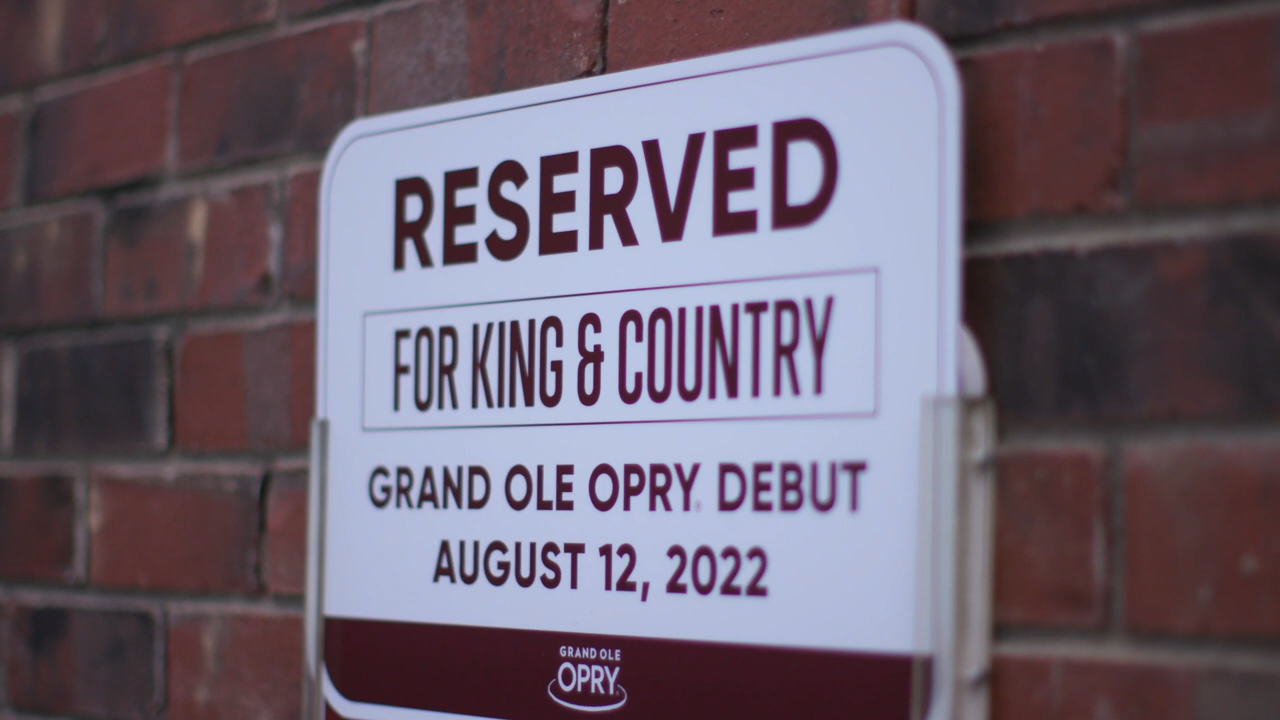 RESERVED
FOR KING & COUNTRY
GRAND OLE OPRY® DEBUT
AUGUST 12, 2022
GRAND OLE
OPRY